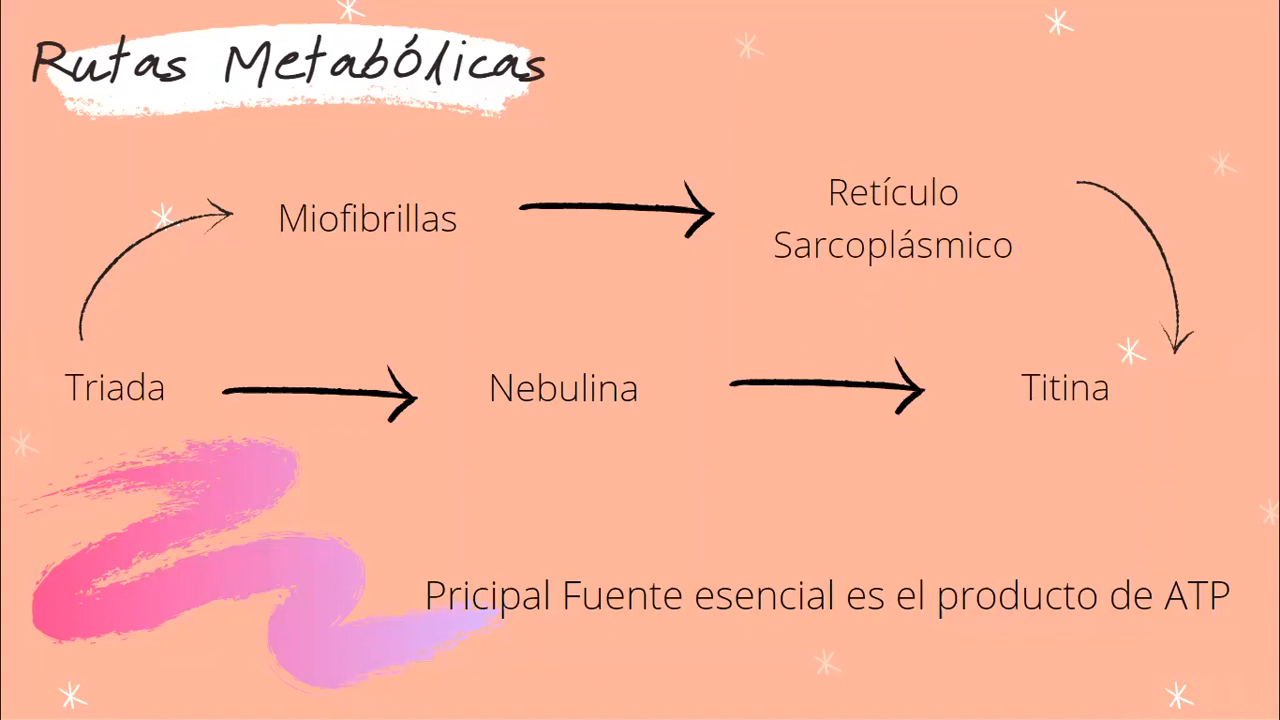 Rutas Metabólicas
Miofibrillas
Retículo
Sarcoplásmico
Triada
Nebulina
Titina
Pricipal Fuente esencial es el producto de ATP